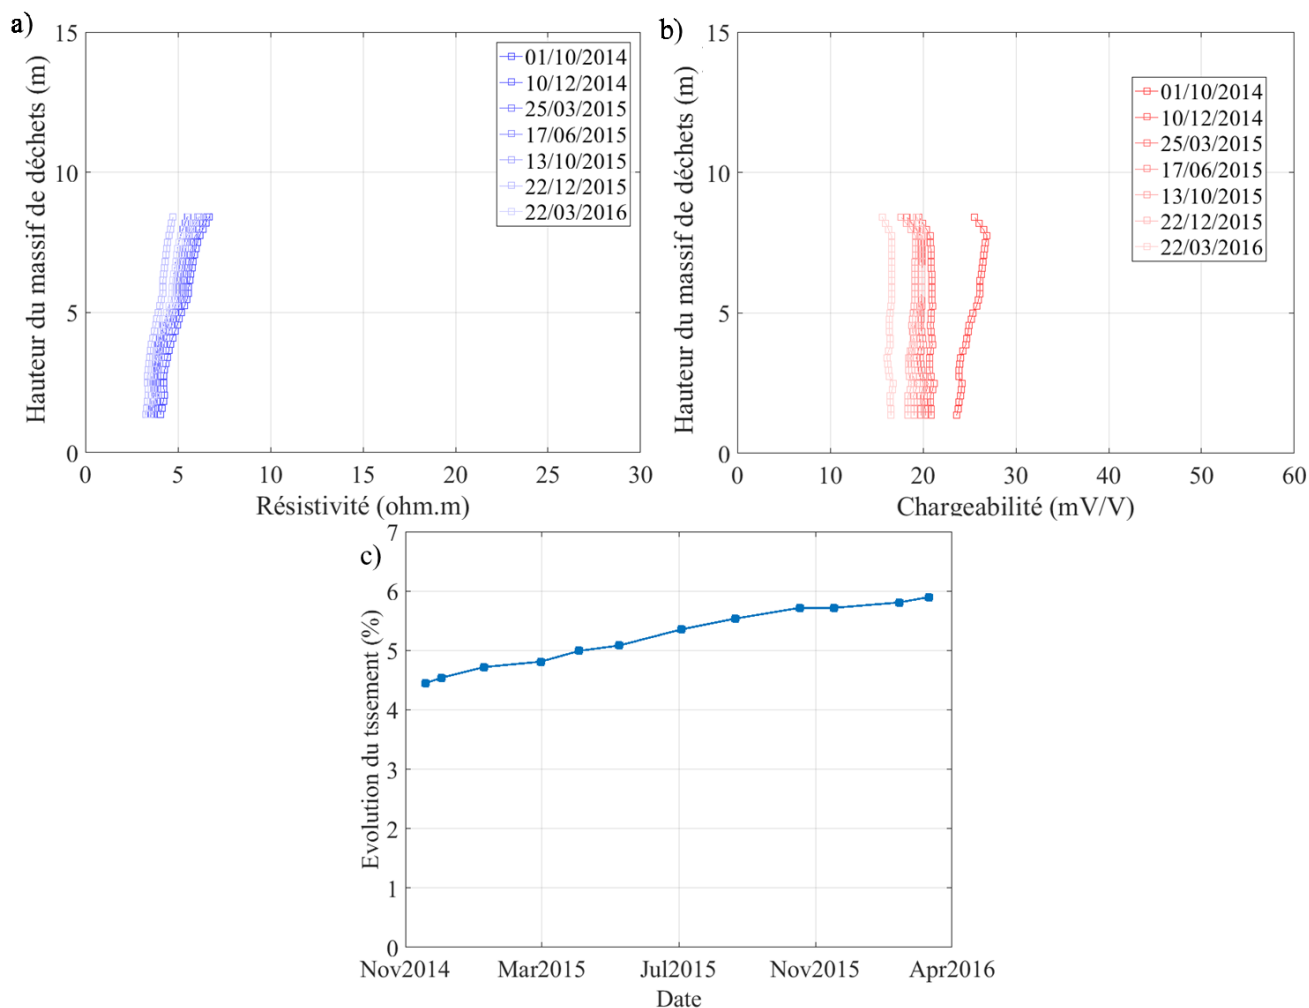 a)
15
10
5
0
Hauteur du massif de déchets (m)
01/10/2014
10/12/2014
25/03/2015
17/06/2015
13/10/2015
22/12/2015
22/03/2016
0 5 10 15 20 25 30
Résistivité (ohm.m)
b)
15
10
5
0
Hauteur du massif de déchets (m)
01/10/2014
10/12/2014
25/03/2015
17/06/2015
13/10/2015
22/12/2015
22/03/2016
0 10 20 30 40 50 60
Chargeabilité (mV/V)
c)
7
6
5
4
3
2
1
0
Evolution du tssement (%)
Nov2014 Mar2015 Jul2015 Nov2015 Apr2016
Date